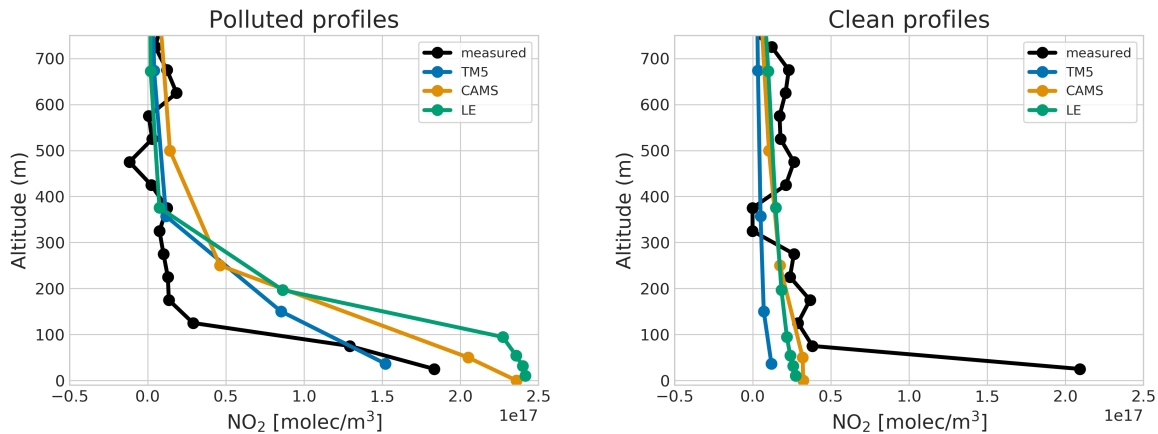 Polluted profiles
measured
TM5
CAMS
LE
700
600
500
400
300
200
100
0
Altitude (m)
−0.5 0.0 0.5 1.0 1.5 2.0 2.5
1e17
NO2 [molec/m3]
Clean profiles
measured
TM5
CAMS
LE
700
600
500
400
300
200
100
0
Altitude (m)
−0.5 0.0 0.5 1.0 1.5 2.0 2.5
1e17
NO2 [molec/m3]